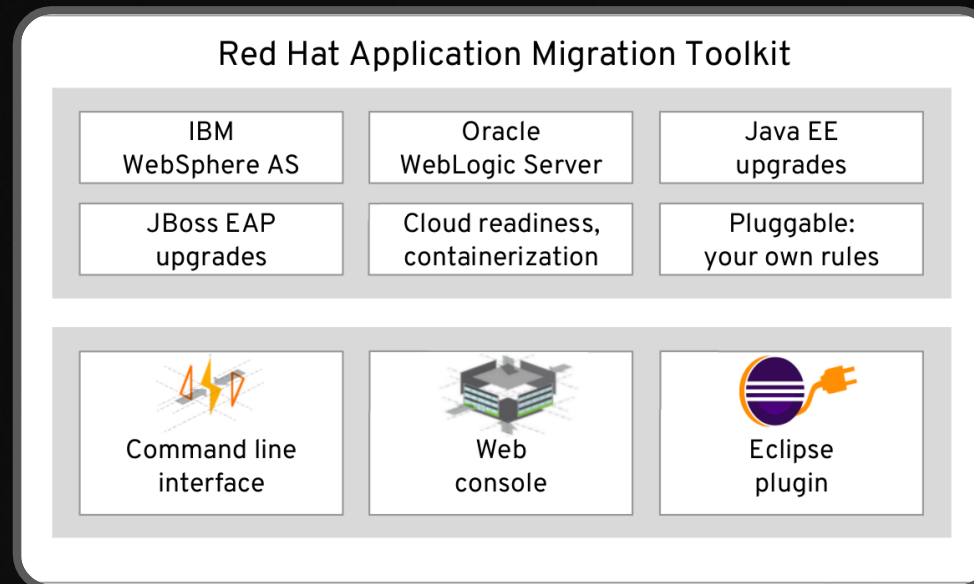 Red Hat Application Migration Toolkit
IBM
WebSphere AS
Oracle
WebLogic Server
Java EE
upgrades
JBoss EAP
upgrades
Cloud readiness,
containerization
Pluggable:
your own rules
Command line
interface
Web
console
Eclipse
plugin